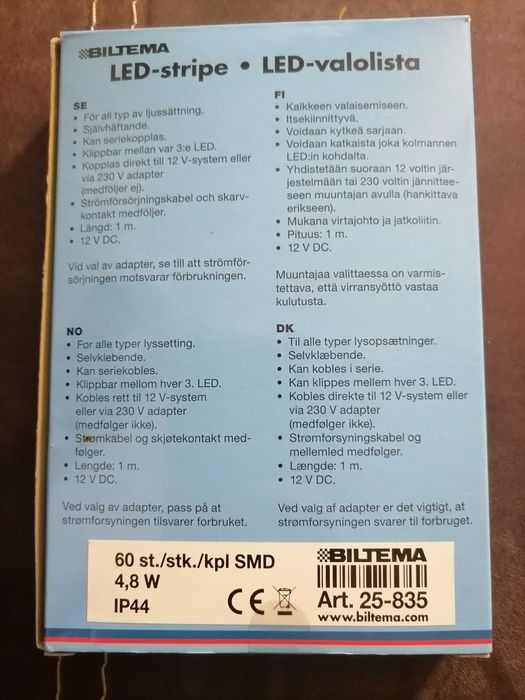 BILTEMA
LED-stripe • LED-valolista
SE
• För all typ av ljussättning.
• Självhäftande.
• Kan seriekopplas.
• Klippbar mellan var 3:e LED.
• Kopplas direkt till 12 V-system eller
via 230 V adapter
(medföljer ej).
• Strömförsörjningskabel och skarv-
kontakt medföljer.
• Längd: 1 m.
• 12 V DC.
Vid val av adapter, se till att strömför-
sörjningen motsvarar förbrukningen.
FI
• Kaikkeen valaisemiseen.
• Itsekiinnittyvä.
• Voidaan kytkeä sarjaan.
• Voidaan katkaista joka kolmannen
LED:in kohdalta.
• Yhdistetään suoraan 12 voltin jär-
jestelmään tai 230 voltin jännittee-
seen muuntajan avulla (hankittava
erikseen).
• Mukana virtajohto ja jatkoliitin.
• Pituus: 1 m.
• 12 V DC.
Muuntajaa valittaessa on varmis-
tettava, että virransyöttö vastaa
kulutusta.
NO
• For alle typer lyssetting.
• Selvklebende.
• Kan seriekobles.
• Klippbar mellom hver 3. LED.
• Kobles rett til 12 V-system
eller via 230 V adapter
(medfølger ikke).
• Strømkabel og skjøtekontakt med-
følger.
• Lengde: 1 m.
• 12 V DC.
Ved valg av adapter, pass på at
strømforsyningen tilsvarer forbruket.
DK
• Til alle typer lysopsætninger.
• Selvklæbende.
• Kan kobles i serie.
• Kan klippes mellem hver 3. LED.
• Kobles direkte til 12 V-system eller
via 230 V adapter
(medfølger ikke).
• Strømforsyningskabel og
mellemled medfølger.
• Længde: 1 m.
• 12 V DC.
Ved valg af adapter er det vigtigt, at
strømforsyningen svarer til forbruget.
60 st./stk./kpl SMD
4,8 W
IP44
CE
BILTEMA
Art. 25-835
www.biltema.com